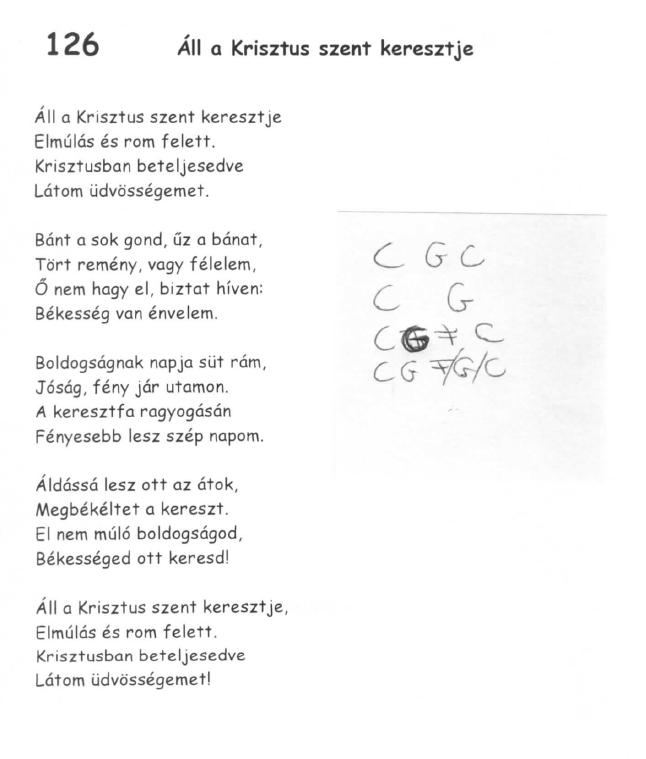 126 Áll a Krisztus szent keresztje
Áll a Krisztus szent keresztje
Elmúlás és rom felett.
Krisztusban beteljesedve
Látom üdvösségemet.
Bánt a sok gond, űz a bánat,
Tört remény, vagy félelem,
Ő nem hagy el, biztat híven:
Békesség van énvelem.
Boldogságnak napja süt rám,
Jóság, fény jár utamon.
A keresztfa ragyogásán
Fényesebb lesz szép napom.
Áldássá lesz ott az átok,
Megbékéltet a kereszt.
El nem múló boldogságod,
Békességed ott keresd!
Áll a Krisztus szent keresztje,
Elmúlás és rom felett.
Krisztusban beteljesedve
Látom üdvösségemet!
C G C
C G
C F C
C G F/G/C